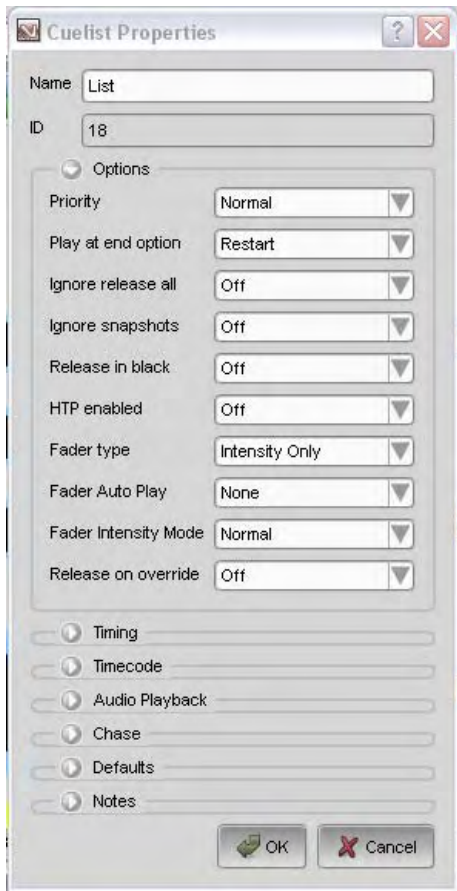 Cuelist Properties ?
Name List
ID 18
Options
Priority Normal
Play at end option Restart
Ignore release all Off
Ignore snapshots Off
Release in black Off
HTP enabled Off
Fader type Intensity Only
Fader Auto Play None
Fader Intensity Mode Normal
Release on override Off
Timing
Timecode
Audio Playback
Chase
Defaults
Notes
OK Cancel